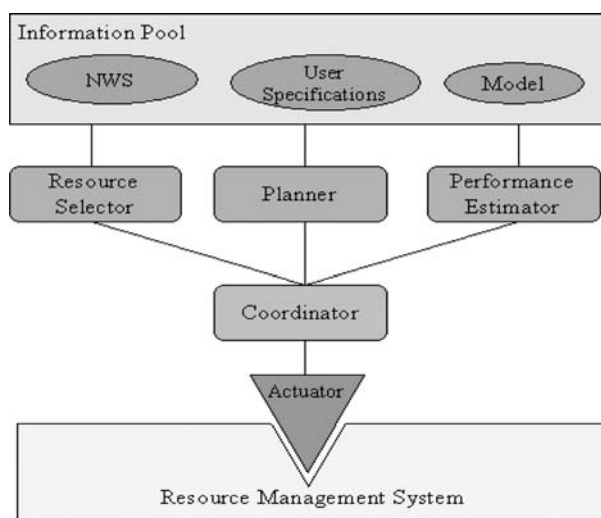 Information Pool
NWS
User
Specifications
Model
Resource
Selector
Planner
Performance
Estimator
Coordinator
Actuator
Resource Management System